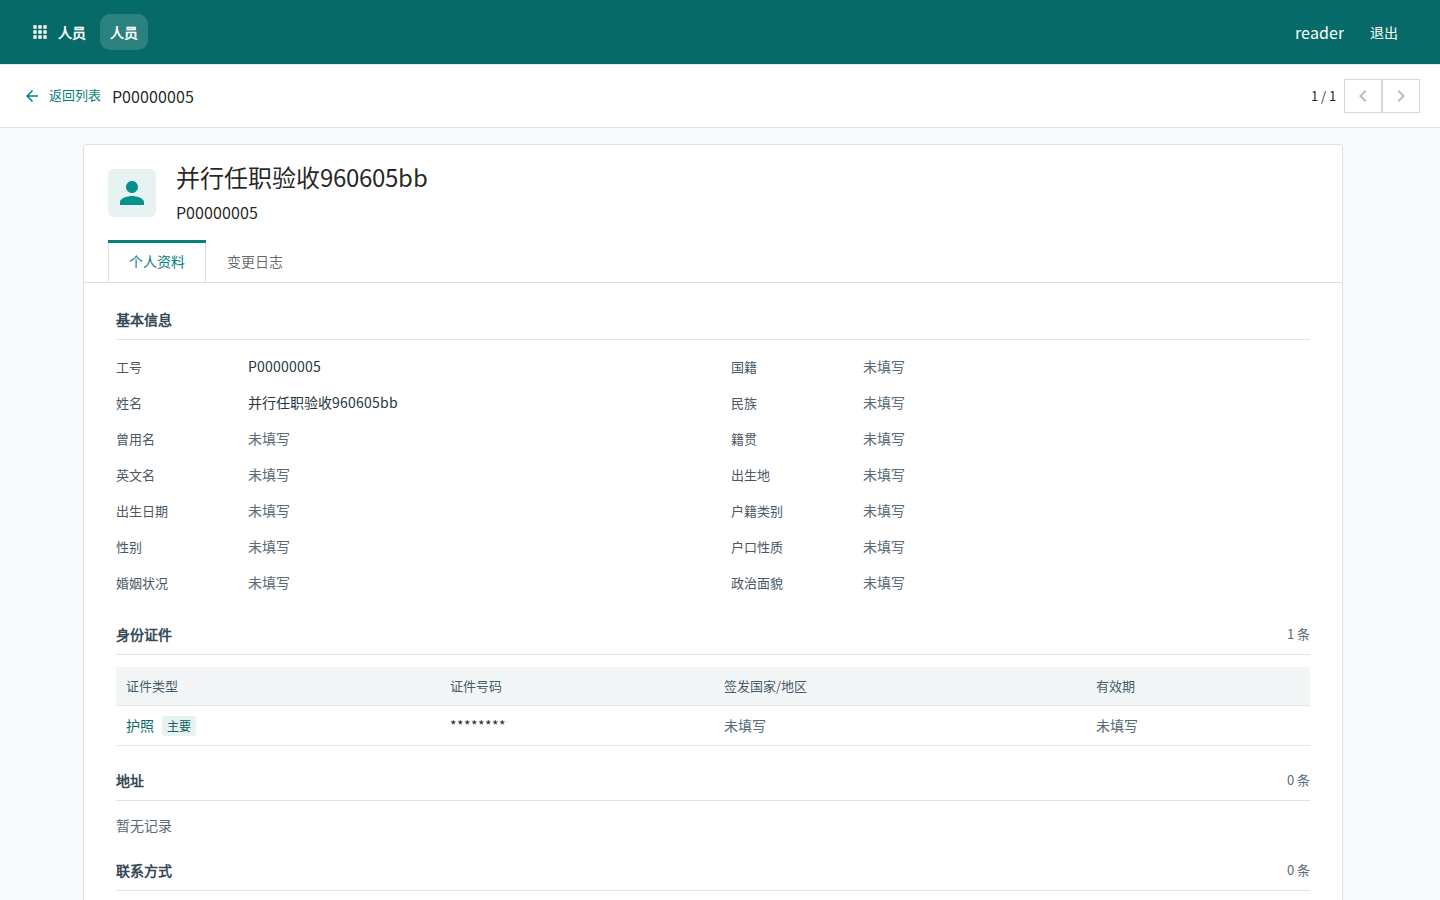 人员 人员 reader 退出
返回列表 P00000005 1 / 1
并行任职验收960605bb
P00000005
个人资料 变更日志
基本信息
工号 P00000005 国籍 未填写
姓名 并行任职验收960605bb 民族 未填写
曾用名 未填写 籍贯 未填写
英文名 未填写 出生地 未填写
出生日期 未填写 户籍类别 未填写
性别 未填写 户口性质 未填写
婚姻状况 未填写 政治面貌 未填写
身份证件 1 条
证件类型 证件号码 签发国家/地区 有效期
护照 主要 ******** 未填写 未填写
地址 0 条
暂无记录
联系方式 0 条